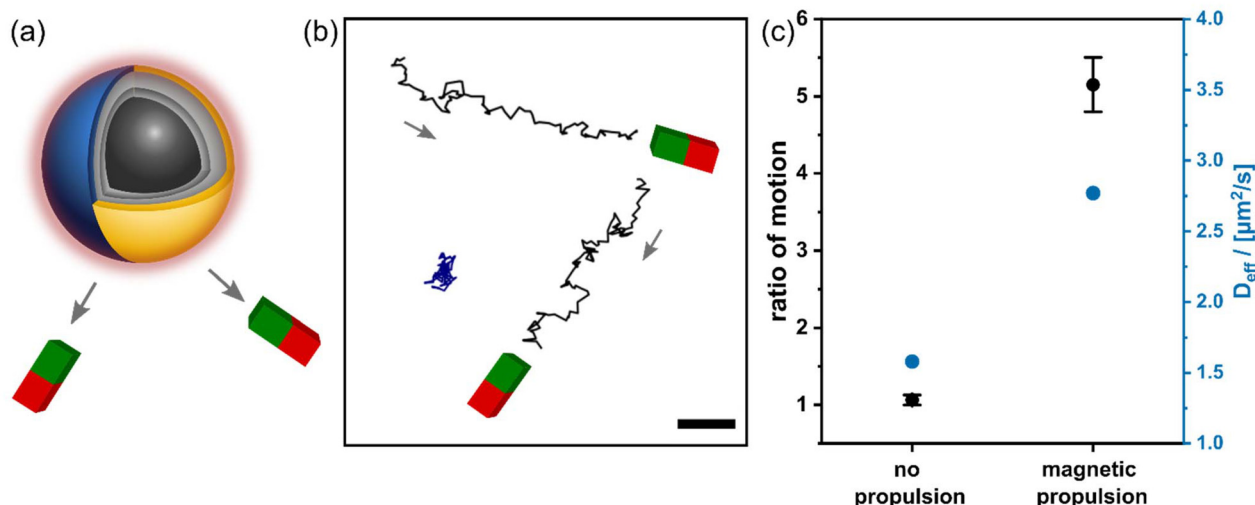 (a)
(b)
(c)
6
5
4
3
2
1
ratio of motion
4.0
3.5
3.0
2.5
2.0
1.5
1.0
D_eff / [µm²/s]
no
propulsion
magnetic
propulsion